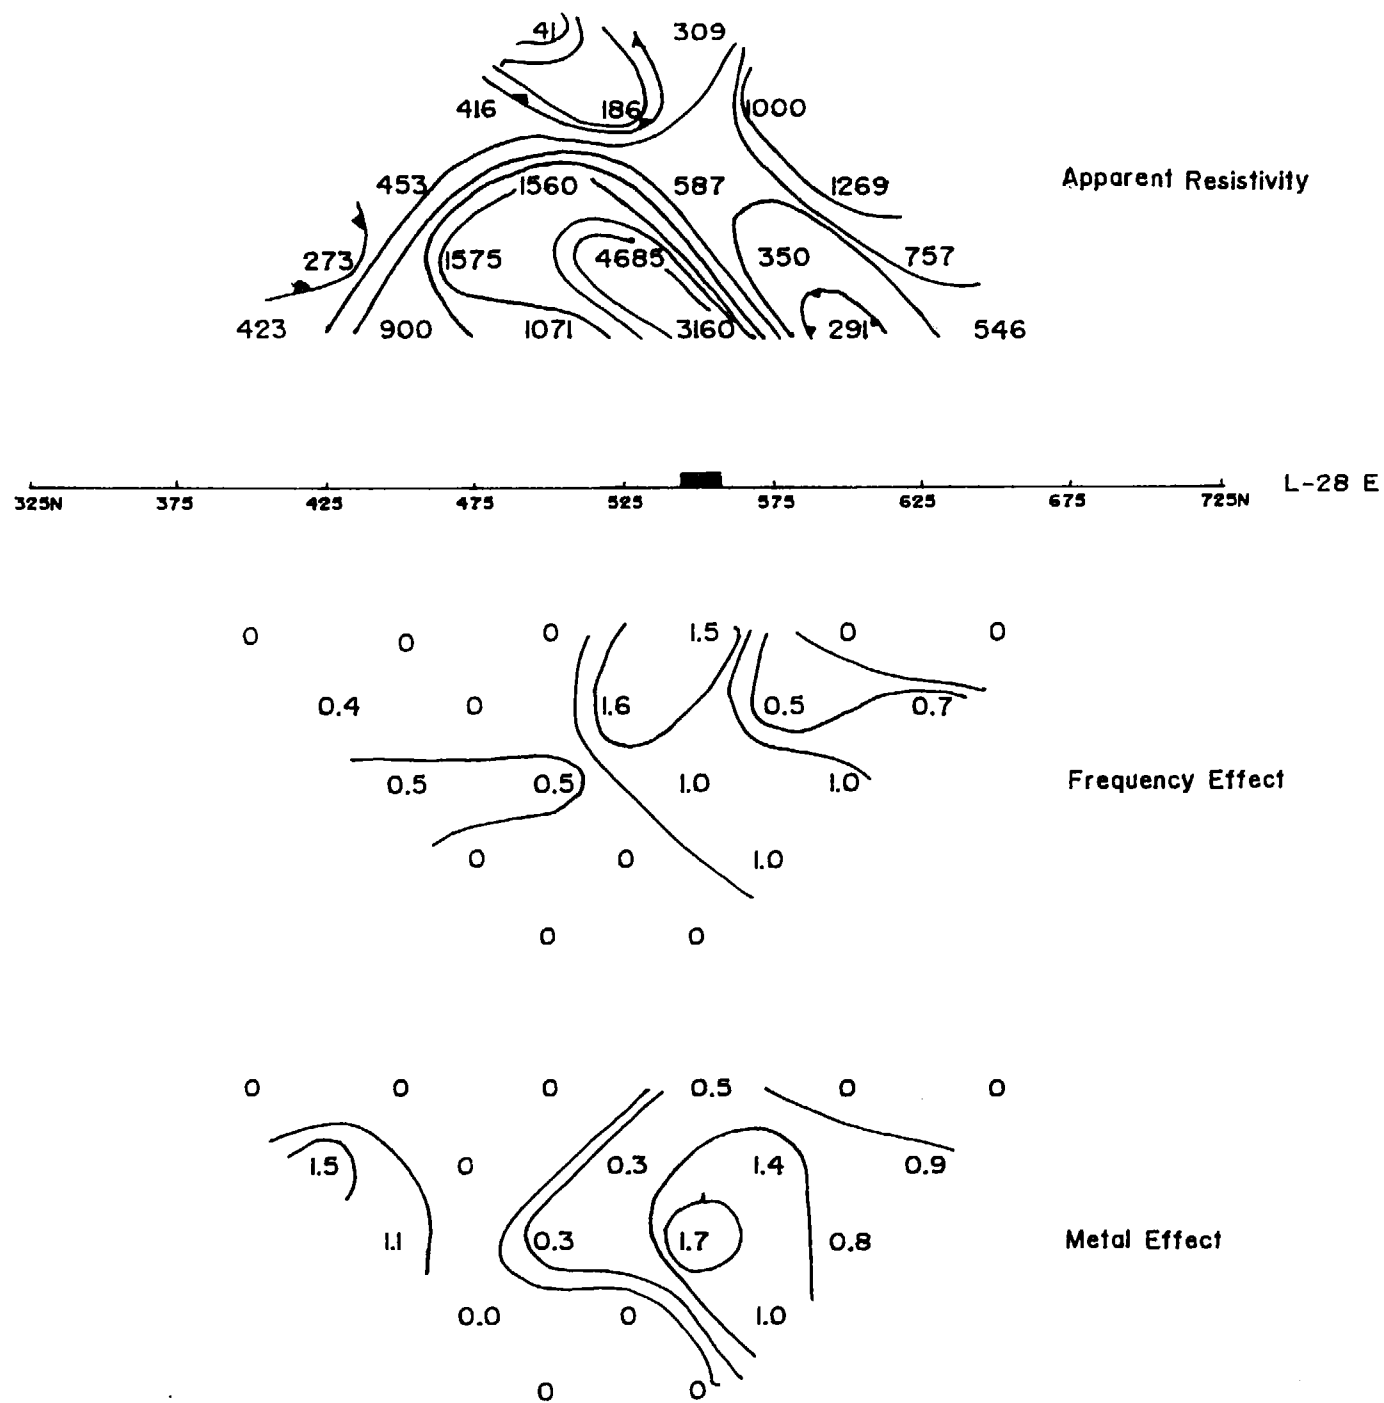 41 309
416 186 1000
453 1560 587 1269
Apparent Resistivity
273 1575 4685 350 757
423 900 1071 3160 291 546
325N 375 425 475 525 575 625 675 725N
L-28 E
0 0 0 1.5 0 0
0.4 0 1.6 0.5 0.7
0.5 0.5 1.0 1.0
Frequency Effect
0 0 1.0
0 0
0 0 0 0.5 0 0
1.5 0 0.3 1.4 0.9
1.1 0.3 1.7 0.8
Metal Effect
0.0 0 1.0
0 0